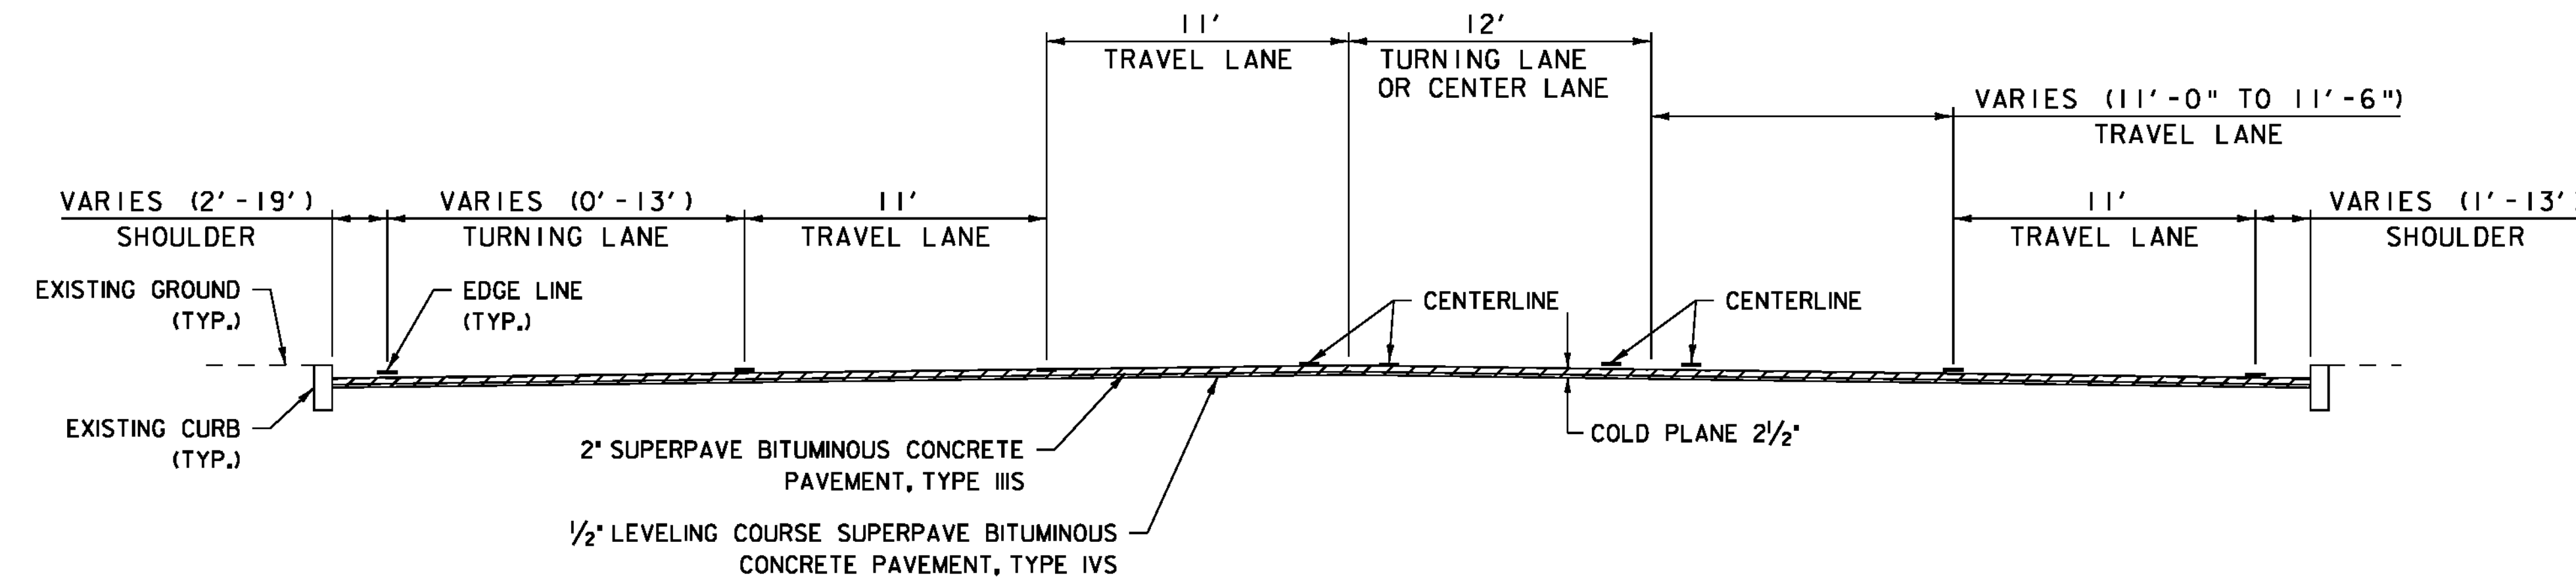 11'
TRAVEL LANE
12'
TURNING LANE
OR CENTER LANE
VARIES (11'-0" TO 11'-6")
TRAVEL LANE
VARIES (2'-19')
SHOULDER
VARIES (0'-13')
TURNING LANE
11'
TRAVEL LANE
11'
TRAVEL LANE
VARIES (1'-13')
SHOULDER
EXISTING GROUND
(TYP.)
EDGE LINE
(TYP.)
CENTERLINE
CENTERLINE
EXISTING CURB
(TYP.)
2" SUPERPAVE BITUMINOUS CONCRETE
PAVEMENT, TYPE IIIS
COLD PLANE 2½"
½" LEVELING COURSE SUPERPAVE BITUMINOUS
CONCRETE PAVEMENT, TYPE IVS